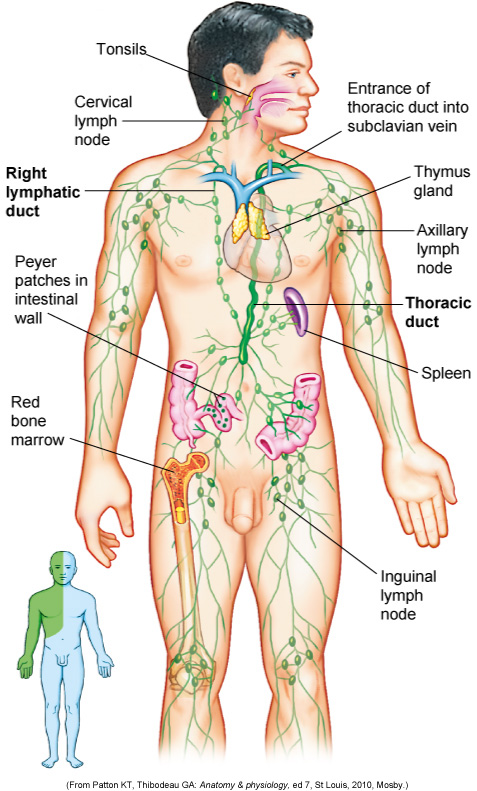 Tonsils
Cervical
lymph
node
Entrance of
thoracic duct into
subclavian vein
Right
lymphatic
duct
Thymus
gland
Axillary
lymph
node
Peyer
patches in
intestinal
wall
Thoracic
duct
Spleen
Red
bone
marrow
Inguinal
lymph
node
(From Patton KT, Thibodeau GA: Anatomy & physiology, ed 7, St Louis, 2010, Mosby.)